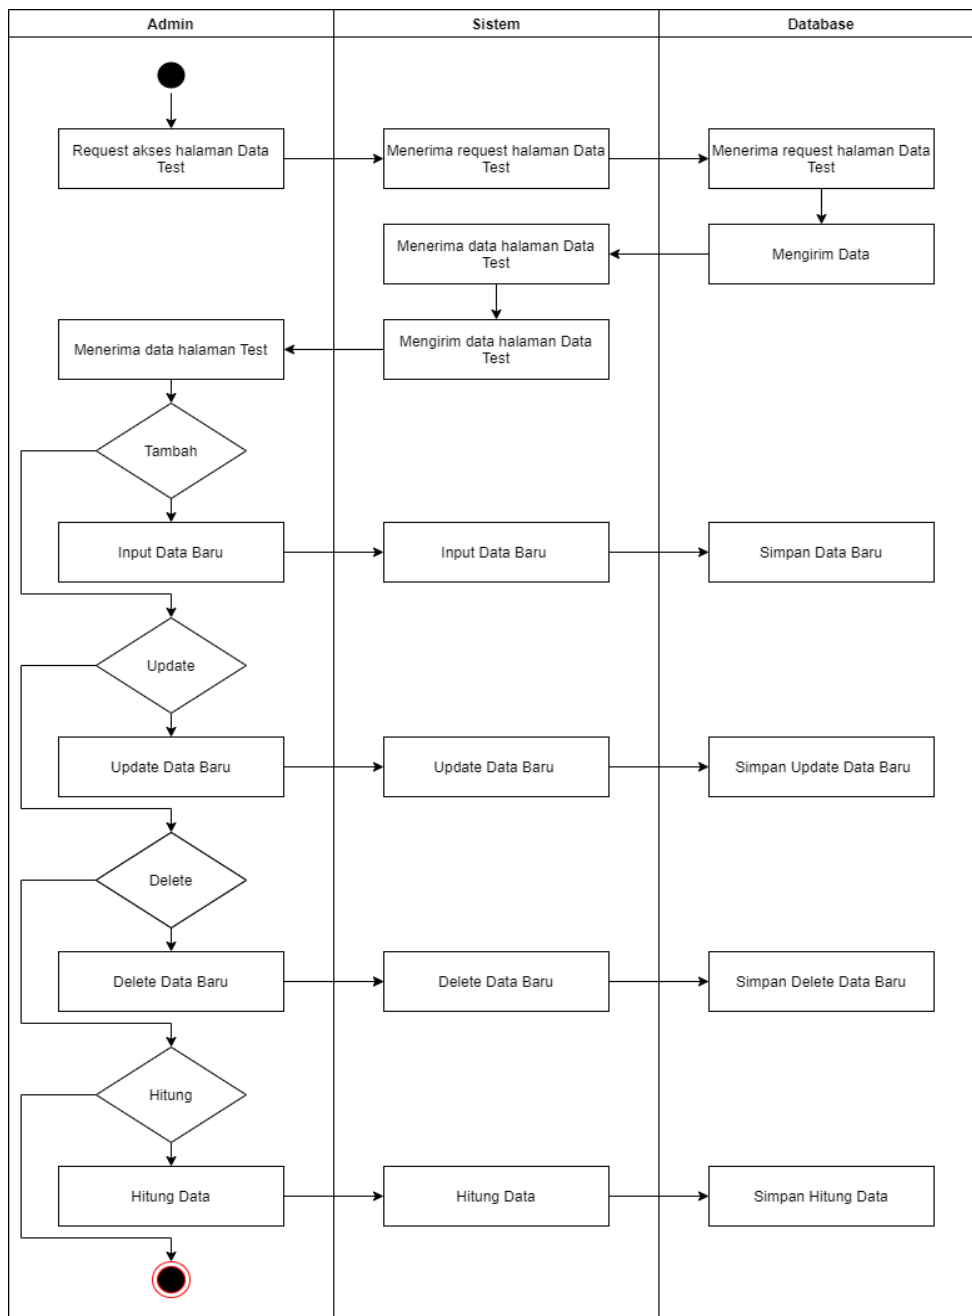 Admin
Sistem
Database
Request akses halaman Data
Test
Menerima request halaman Data
Test
Menerima request halaman Data
Test
Menerima data halaman Data
Test
Mengirim Data
Menerima data halaman Test
Mengirim data halaman Data
Test
Tambah
Input Data Baru
Input Data Baru
Simpan Data Baru
Update
Update Data Baru
Update Data Baru
Simpan Update Data Baru
Delete
Delete Data Baru
Delete Data Baru
Simpan Delete Data Baru
Hitung
Hitung Data
Hitung Data
Simpan Hitung Data